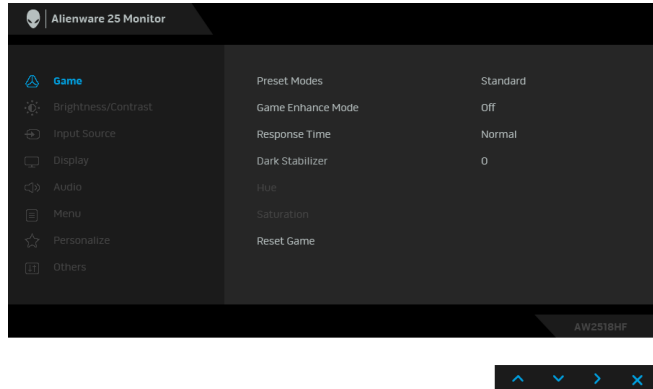 Alienware 25 Monitor
Game
Preset Modes Standard
Brightness/Contrast
Game Enhance Mode Off
Input Source
Response Time Normal
Display
Dark Stabilizer 0
Audio
Hue
Menu
Saturation
Personalize
Reset Game
Others
AW2518HF